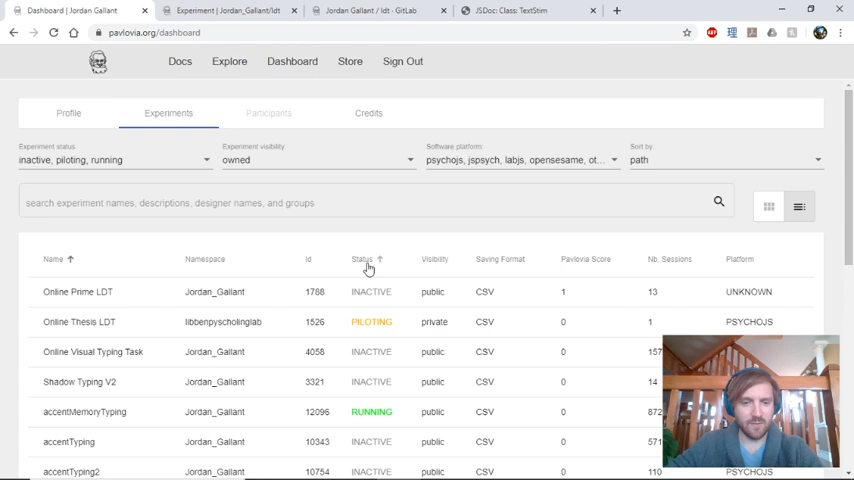 Dashboard | Jordan Gallant
Experiment | Jordan_Gallant/ldt
Jordan Gallant / ldt · GitLab
JSDoc: Class: TextStim
pavlovia.org/dashboard
Docs Explore Dashboard Store Sign Out
Profile Experiments Participants Credits
Experiment status: Experiment visibility: Software platform: Sort by:
inactive, piloting, running owned psychojs, jspsych, labjs, opensesame, ot... path
search experiment names, descriptions, designer names, and groups
Name Namespace Id Status Visibility Saving Format Pavlovia Score Nb. Sessions Platform
Online Prime LDT Jordan_Gallant 1788 INACTIVE public CSV 1 13 UNKNOWN
Online Thesis LDT libbenpyscholinglab 1526 PILOTING private CSV 0 1 PSYCHOJS
Online Visual Typing Task Jordan_Gallant 4058 INACTIVE public CSV 0 157
Shadow Typing V2 Jordan_Gallant 3321 INACTIVE public CSV 0 14
accentMemoryTyping Jordan_Gallant 12096 RUNNING public CSV 0 872
accentTyping Jordan_Gallant 10343 INACTIVE public CSV 0 571
accentTyping2 Jordan_Gallant 10754 INACTIVE public CSV 0 110 PSYCHOJS